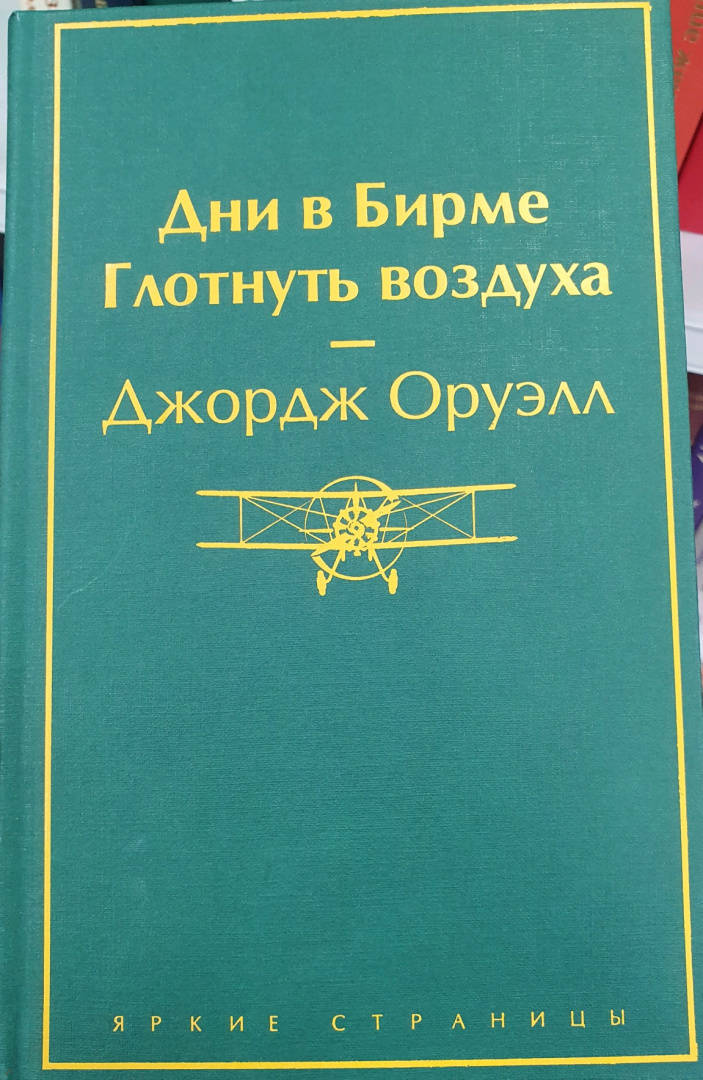 Дни в Бирме
Глотнуть воздуха
—
Джордж Оруэлл
ЯРКИЕ СТРАНИЦЫ